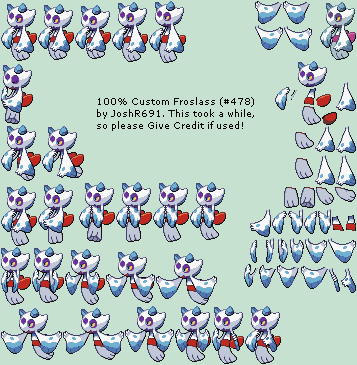 100% Custom Froslass (#478)
by JoshR691. This took a while,
so please Give Credit if used!